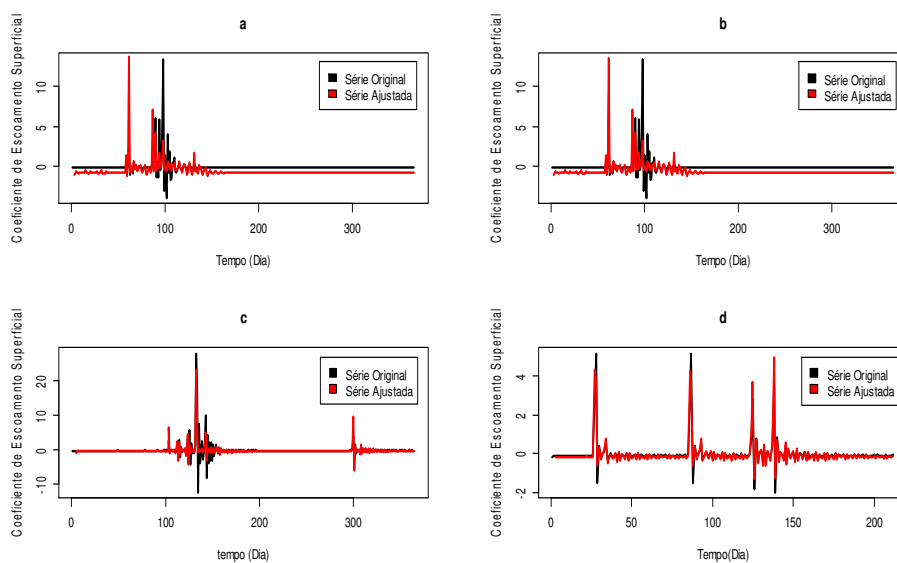 a
Coeficiente de Escoamento Superficial
10
5
0
Série Original
Série Ajustada
0
100
200
300
Tempo (Dia)
b
Coeficiente de Escoamento Superficial
10
5
0
Série Original
Série Ajustada
0
100
200
300
Tempo (Dia)
c
Coeficiente de Escoamento Superficial
20
10
0
-10
Série Original
Série Ajustada
0
100
200
300
tempo (Dia)
d
Coeficiente de Escoamento Superficial
4
2
0
-2
Série Original
Série Ajustada
0
50
100
150
200
Tempo(Dia)